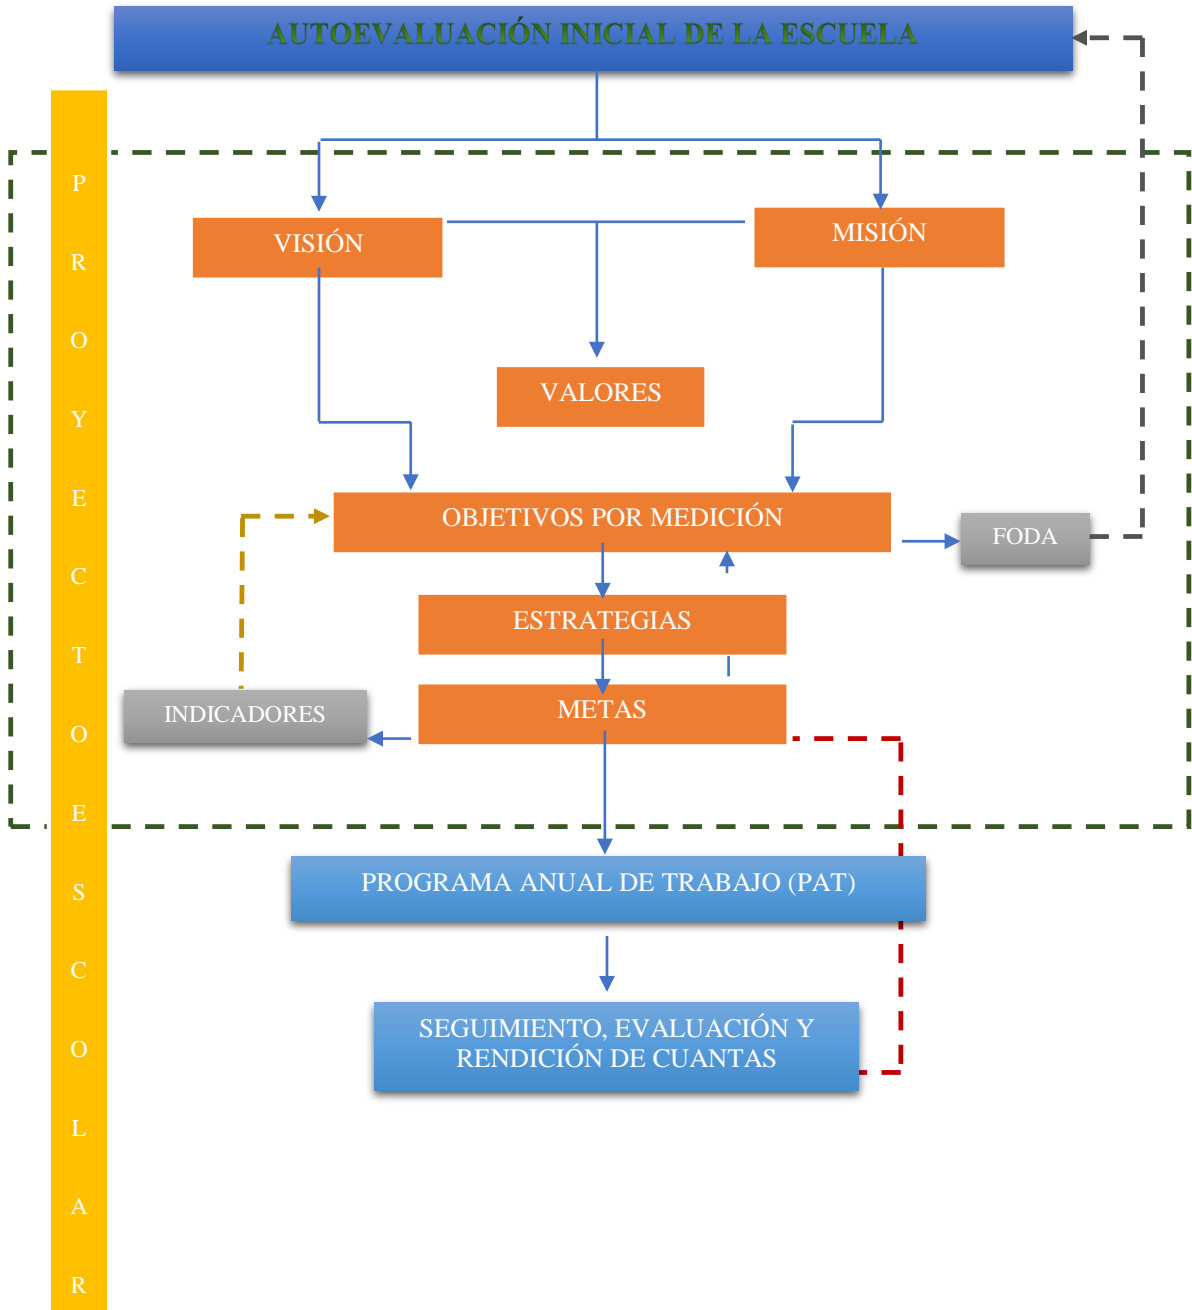 AUTOEVALUACIÓN INICIAL DE LA ESCUELA
P
R
O
Y
E
C
T
O
E
S
C
O
L
A
R
VISIÓN
MISIÓN
VALORES
OBJETIVOS POR MEDICIÓN
FODA
ESTRATEGIAS
INDICADORES
METAS
PROGRAMA ANUAL DE TRABAJO (PAT)
SEGUIMIENTO, EVALUACIÓN Y
RENDICIÓN DE CUANTAS